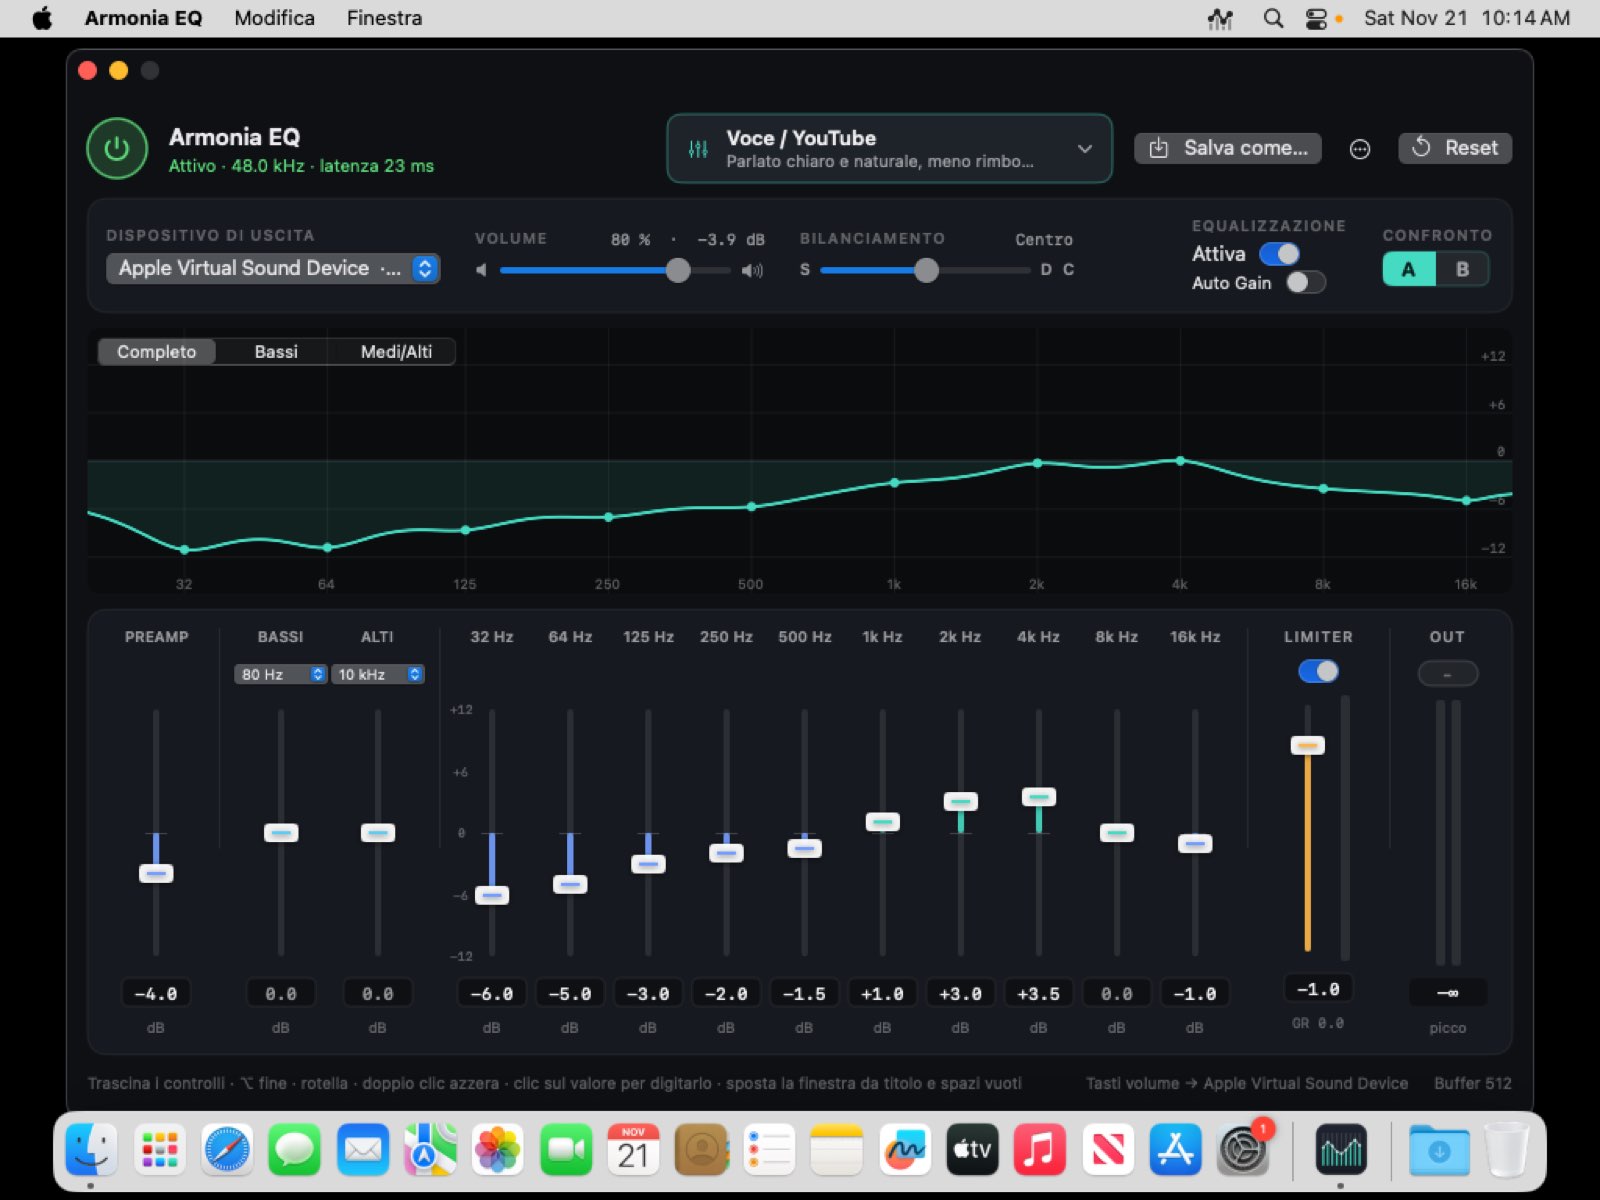 Armonia EQ Modifica Finestra Sat Nov 21 10:14 AM
Armonia EQ
Attivo · 48.0 kHz · latenza 23 ms
Voce / YouTube
Parlato chiaro e naturale, meno rimbo...
Salva come...
Reset
DISPOSITIVO DI USCITA
Apple Virtual Sound Device ·...
VOLUME 80 % · −3.9 dB
BILANCIAMENTO Centro
S D C
EQUALIZZAZIONE
Attiva
Auto Gain
CONFRONTO
A B
Completo Bassi Medi/Alti
+12
+6
0
−6
−12
32 64 125 250 500 1k 2k 4k 8k 16k
PREAMP BASSI ALTI 32 Hz 64 Hz 125 Hz 250 Hz 500 Hz 1k Hz 2k Hz 4k Hz 8k Hz 16k Hz LIMITER OUT
80 Hz 10 kHz -
+12
+6
0
−6
−12
−4.0 0.0 0.0 −6.0 −5.0 −3.0 −2.0 −1.5 +1.0 +3.0 +3.5 0.0 −1.0 −1.0 −∞
dB dB dB dB dB dB dB dB dB dB dB dB dB GR 0.0 picco
Trascina i controlli · ⌥ fine · rotella · doppio clic azzera · clic sul valore per digitarlo · sposta la finestra da titolo e spazi vuoti Tasti volume → Apple Virtual Sound Device Buffer 512
NOV
21
tv
1